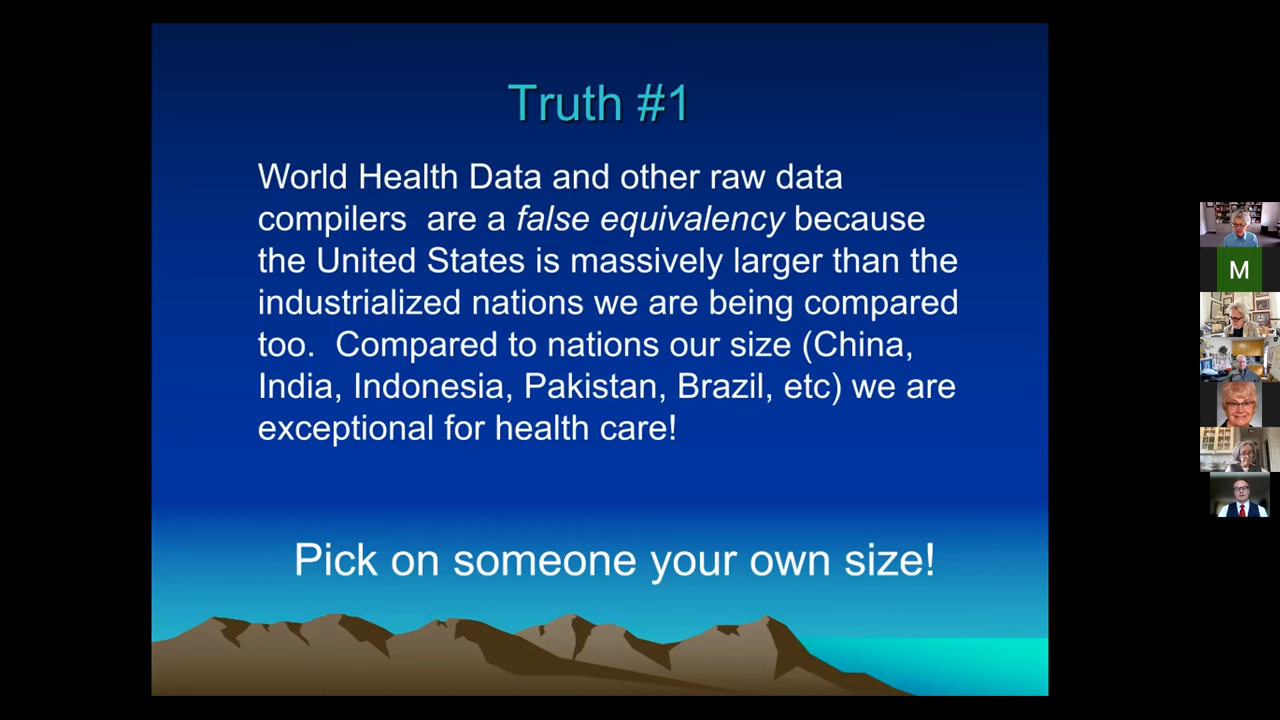 Truth #1
World Health Data and other raw data
compilers are a false equivalency because
the United States is massively larger than the
industrialized nations we are being compared
too. Compared to nations our size (China,
India, Indonesia, Pakistan, Brazil, etc) we are
exceptional for health care!
Pick on someone your own size!
M